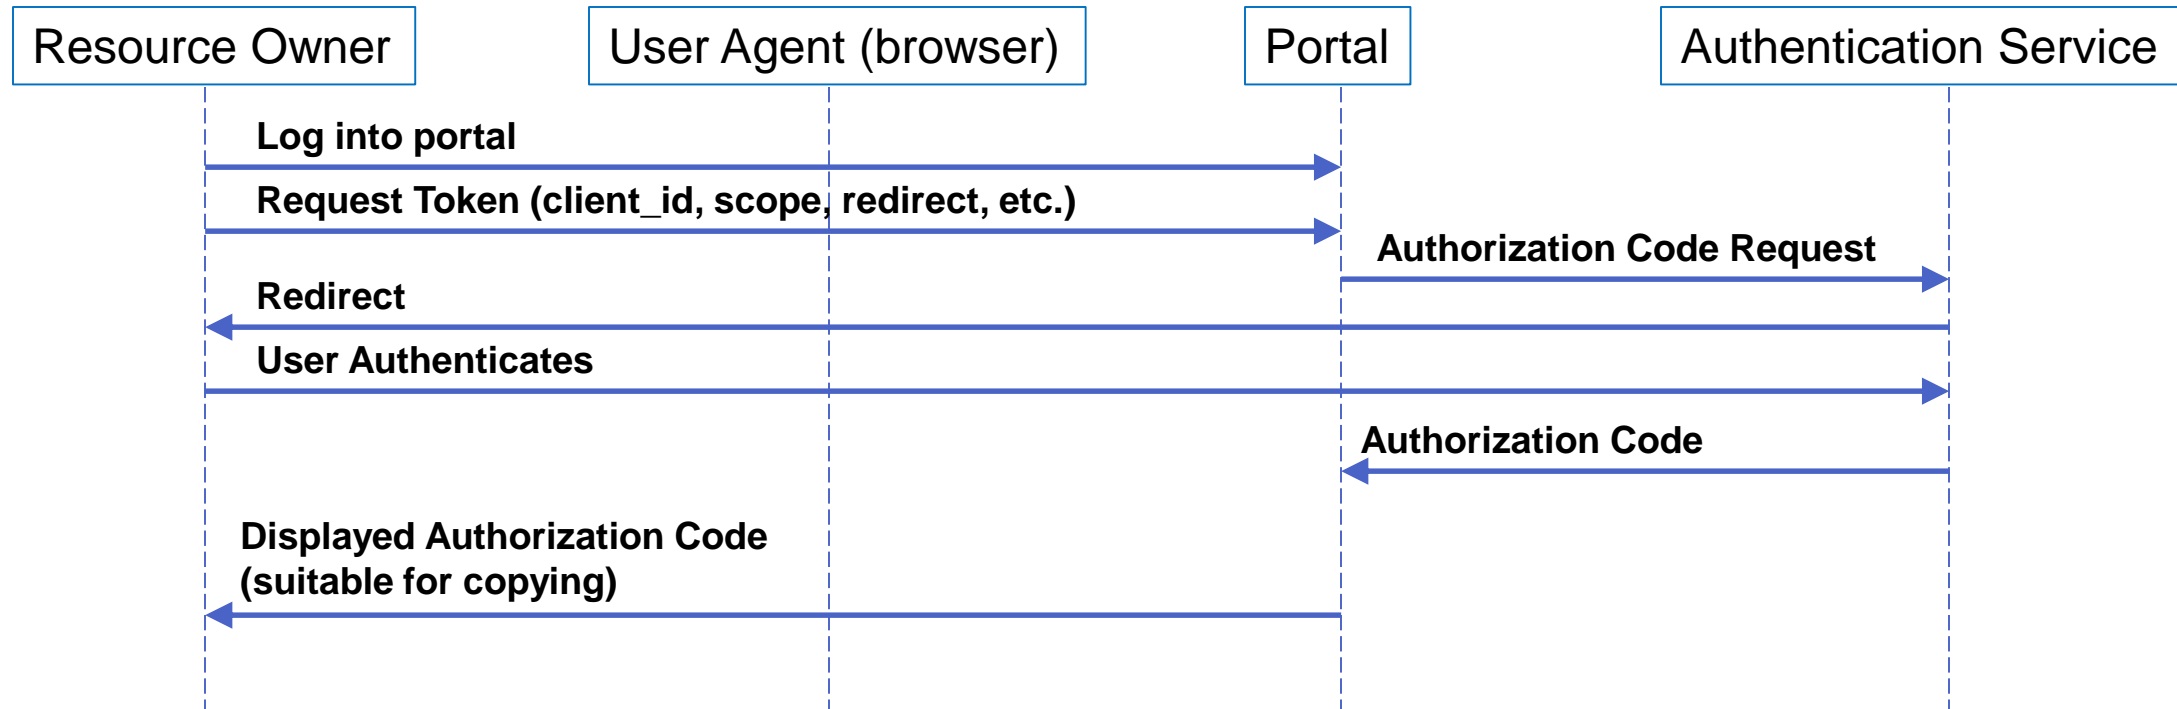 Resource Owner
User Agent (browser)
Portal
Authentication Service
Log into portal
Request Token (client_id, scope, redirect, etc.)
Authorization Code Request
Redirect
User Authenticates
Authorization Code
Displayed Authorization Code
(suitable for copying)